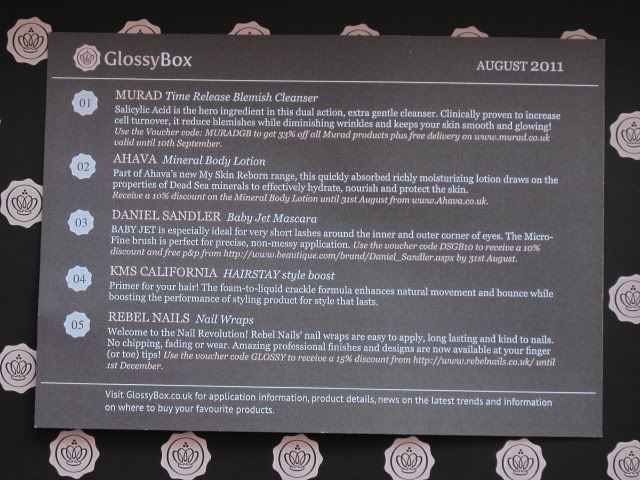 GlossyBox
AUGUST 2011
01
MURAD Time Release Blemish Cleanser
Salicylic Acid is the hero ingredient in this dual action, extra gentle cleanser. Clinically proven to increase
cell turnover, it reduces blemishes while diminishing wrinkles and keeps your skin smooth and glowing!
Use the Voucher code: MURADGB to get 33% off all Murad products plus free delivery on www.murad.co.uk
valid until 10th September.
02
AHAVA Mineral Body Lotion
Part of Ahava's new My Skin Reborn range, this quickly absorbed richly moisturizing lotion draws on the
properties of Dead Sea minerals to effectively hydrate, nourish and protect the skin.
Receive a 10% discount on the Mineral Body Lotion until 31st August from www.Ahava.co.uk.
03
DANIEL SANDLER Baby Jet Mascara
BABY JET is especially ideal for very short lashes around the inner and outer corner of eyes. The Micro-
Fine brush is perfect for precise, non-messy application. Use the voucher code DSGB10 to receive a 10%
discount and free p&p from http://www.beautique.com/brand/Daniel_Sandler.aspx by 31st August.
04
KMS CALIFORNIA HAIRSTAY style boost
Primer for your hair! The foam-to-liquid crackle formula enhances natural movement and bounce while
boosting the performance of styling product for style that lasts.
05
REBEL NAILS Nail Wraps
Welcome to the Nail Revolution! Rebel Nails' nail wraps are easy to apply, long lasting and kind to nails.
No chipping, fading or wear. Amazing professional finishes and designs are now available at your finger
(or toe) tips! Use the voucher code GLOSSY to receive a 15% discount from http://www.rebelnails.co.uk/ until
1st December.
Visit GlossyBox.co.uk for application information, product details, news on the latest trends and information
on where to buy your favourite products.